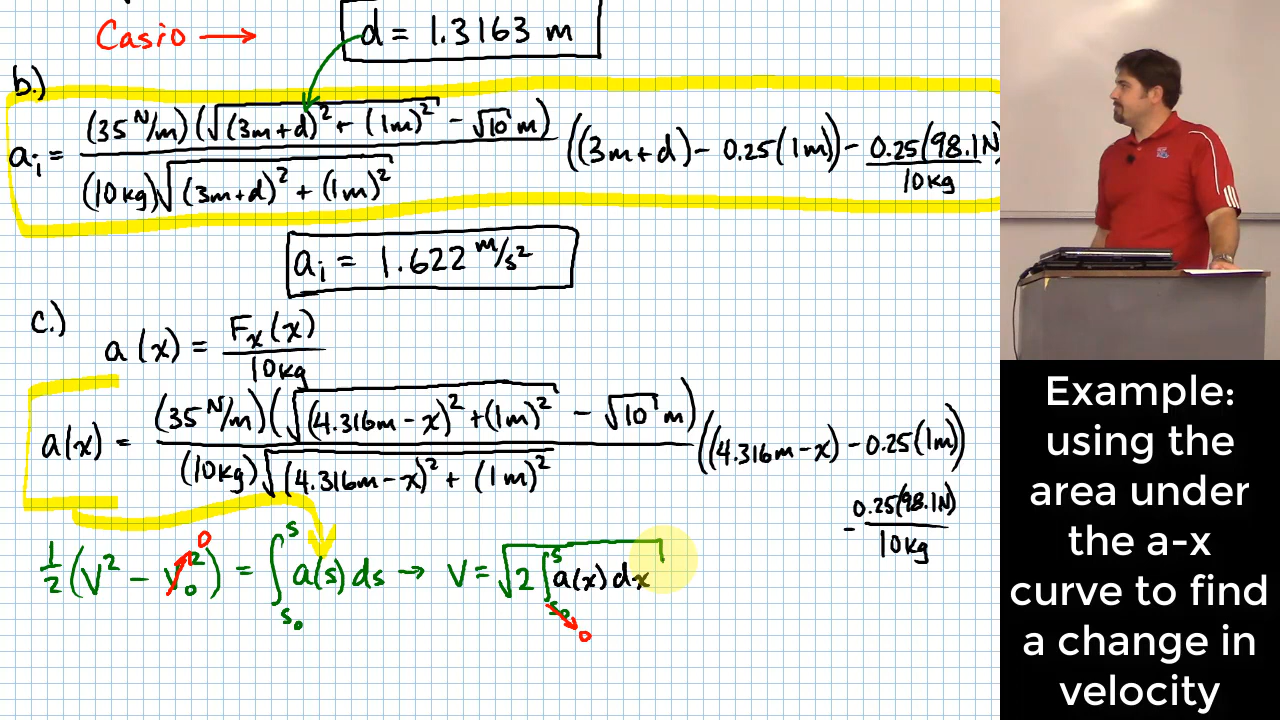 Casio → d = 1.3163 m
b.)
aᵢ = (35 N/m)(√((3m+d)² + (1m)²) - √10 m) / (10kg)√((3m+d)² + (1m)²) ((3m+d) - 0.25(1m)) - 0.25(98.1N) / 10kg
aᵢ = 1.622 m/s²
c.)
a(x) = Fₓ(x) / 10kg
a(x) = (35 N/m)(√((4.316m-x)² + (1m)²) - √10 m) / (10kg)√((4.316m-x)² + (1m)²) ((4.316m-x) - 0.25(1m))
- 0.25(98.1N) / 10kg
½(V² - V₀²) 0 = ∫ₛ₀ˢ a(s) ds → V = √(2 ∫ₛ₀ˢ a(x) dx)
0
Example:
using the
area under
the a-x
curve to find
a change in
velocity